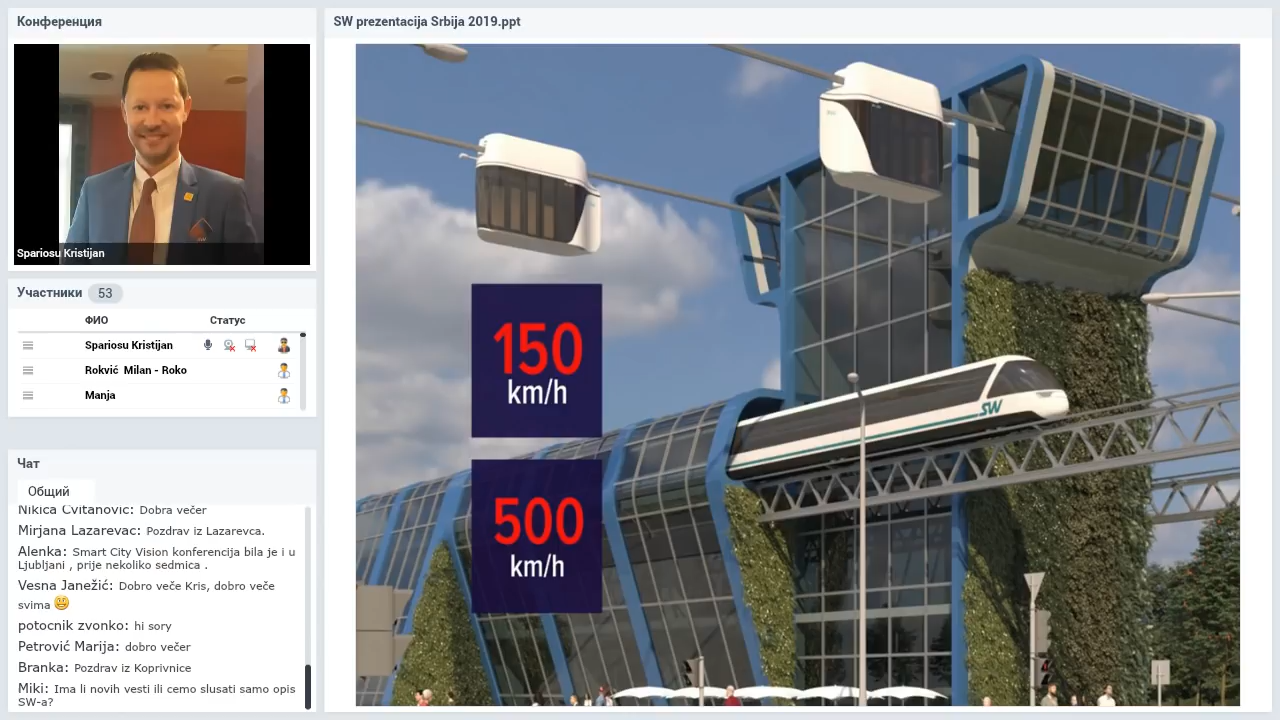 Конференция
Spariosu Kristijan
Участники 53
ФИО Статус
Spariosu Kristijan
Rokvić Milan - Roko
Manja
Чат
Общий
Nikica Cvitanovic: Dobra večer
Mirjana Lazarevac: Pozdrav iz Lazarevca.
Alenka: Smart City Vision konferencija bila je i u
Ljubljani , prije nekoliko sedmica .
Vesna Janežić: Dobro veče Kris, dobro veče
svima
potocnik zvonko: hi sory
Petrović Marija: dobro večer
Branka: Pozdrav iz Koprivnice
Miki: Ima li novih vesti ili cemo slusati samo opis
SW-a?
SW prezentacija Srbija 2019.ppt
150
km/h
SW
500
km/h